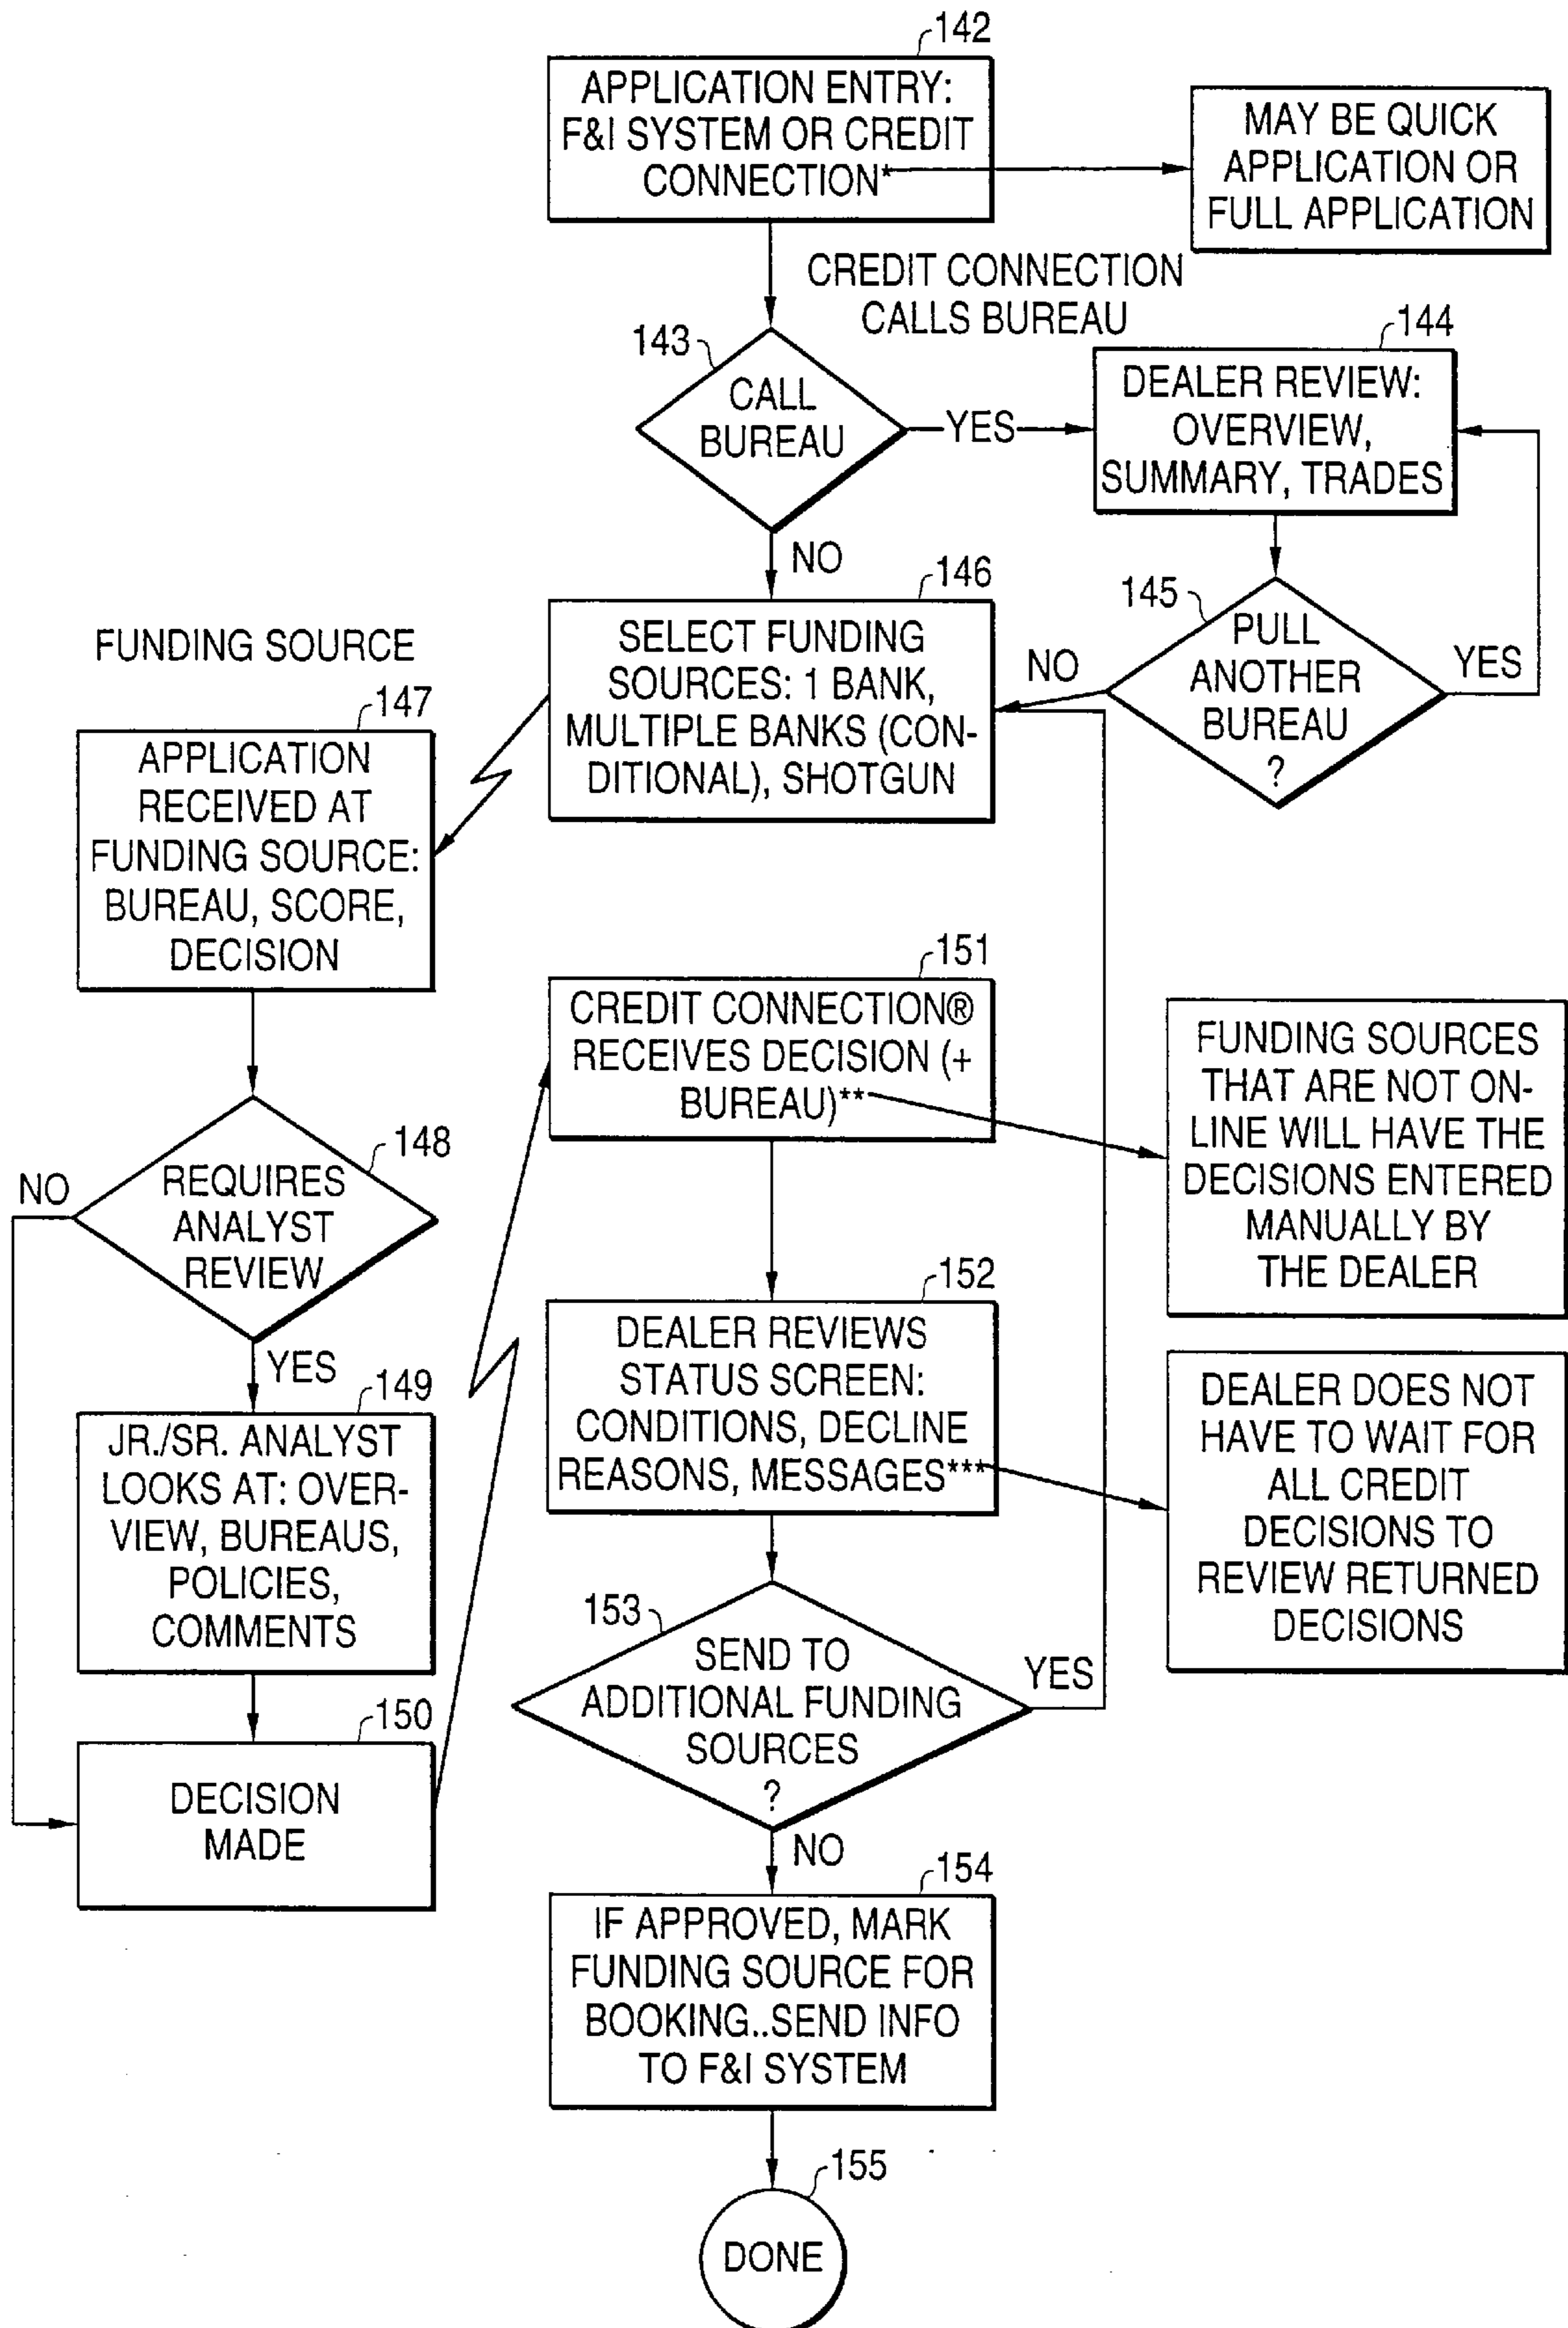 142
APPLICATION ENTRY:
F&I SYSTEM OR CREDIT
CONNECTION*
MAY BE QUICK
APPLICATION OR
FULL APPLICATION
CREDIT CONNECTION
CALLS BUREAU
143
CALL
BUREAU
YES
NO
144
DEALER REVIEW:
OVERVIEW,
SUMMARY, TRADES
145
PULL
ANOTHER
BUREAU
?
YES
NO
146
SELECT FUNDING
SOURCES: 1 BANK,
MULTIPLE BANKS (CON-
DITIONAL), SHOTGUN
FUNDING SOURCE
147
APPLICATION
RECEIVED AT
FUNDING SOURCE:
BUREAU, SCORE,
DECISION
148
REQUIRES
ANALYST
REVIEW
NO
YES
149
JR./SR. ANALYST
LOOKS AT: OVER-
VIEW, BUREAUS,
POLICIES,
COMMENTS
150
DECISION
MADE
151
CREDIT CONNECTION®
RECEIVES DECISION (+
BUREAU)**
FUNDING SOURCES
THAT ARE NOT ON-
LINE WILL HAVE THE
DECISIONS ENTERED
MANUALLY BY
THE DEALER
152
DEALER REVIEWS
STATUS SCREEN:
CONDITIONS, DECLINE
REASONS, MESSAGES***
DEALER DOES NOT
HAVE TO WAIT FOR
ALL CREDIT
DECISIONS TO
REVIEW RETURNED
DECISIONS
153
SEND TO
ADDITIONAL FUNDING
SOURCES
?
YES
NO
154
IF APPROVED, MARK
FUNDING SOURCE FOR
BOOKING..SEND INFO
TO F&I SYSTEM
155
DONE